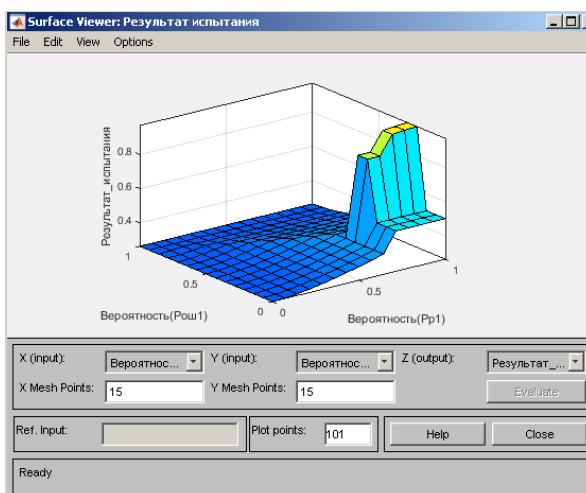 Surface Viewer: Результат испытания
File Edit View Options
Результат_испытания
0.8
0.6
0.4
1
0.5
0
0
0.5
1
Вероятность(Рош1)
Вероятность(Рр1)
X (input): Вероятнос... Y (input): Вероятнос... Z (output): Результат_...
X Mesh Points: 15 Y Mesh Points: 15 Evaluate
Ref. Input: Plot points: 101 Help Close
Ready